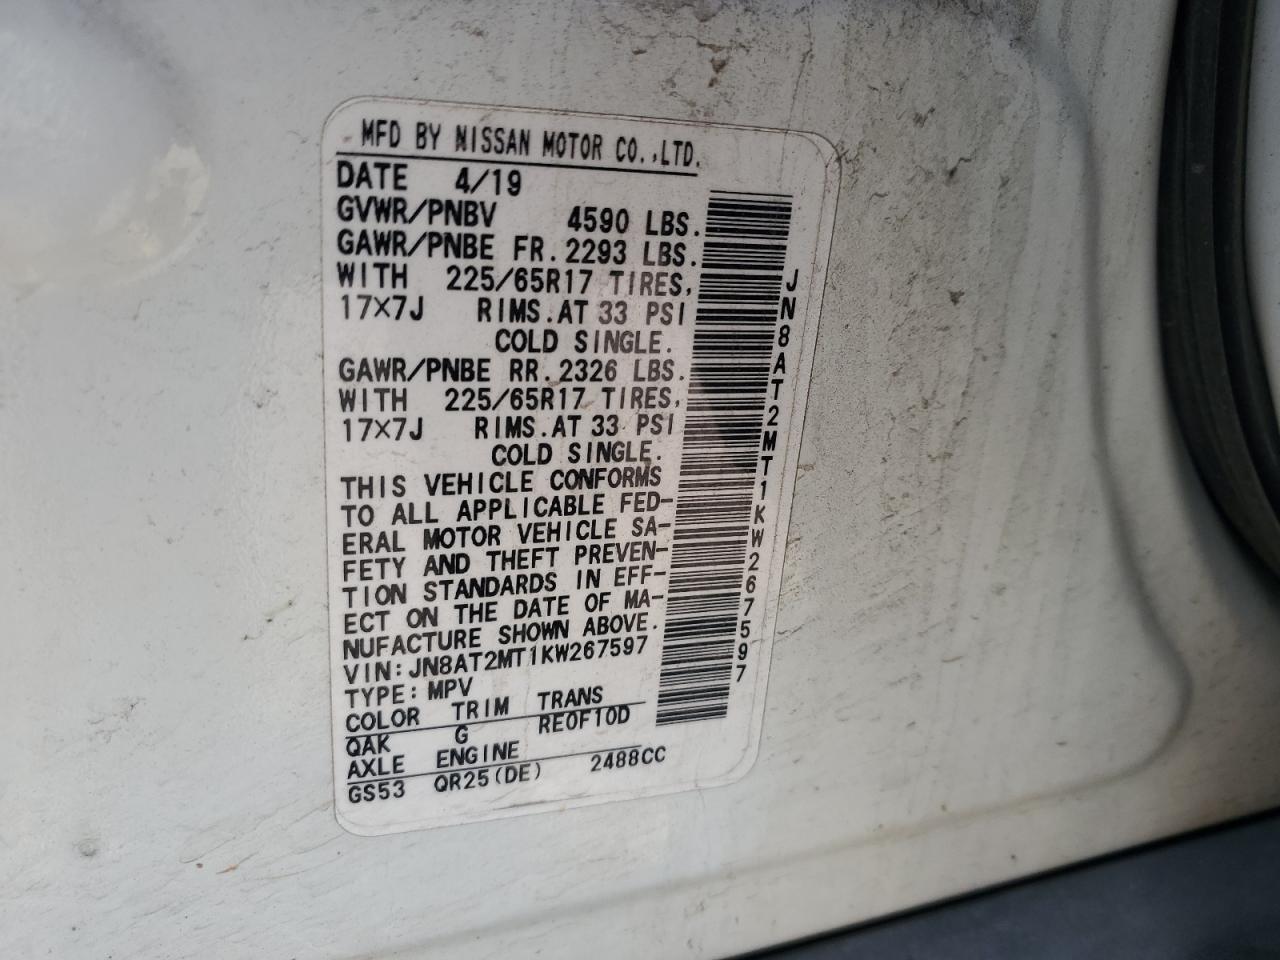 MFD BY NISSAN MOTOR CO.,LTD.
DATE 4/19
GVWR/PNBV 4590 LBS.
GAWR/PNBE FR. 2293 LBS.
WITH 225/65R17 TIRES,
17×7J RIMS. AT 33 PSI
COLD SINGLE.
GAWR/PNBE RR. 2326 LBS.
WITH 225/65R17 TIRES,
17×7J RIMS. AT 33 PSI
COLD SINGLE.
THIS VEHICLE CONFORMS
TO ALL APPLICABLE FED-
ERAL MOTOR VEHICLE SA-
FETY AND THEFT PREVEN-
TION STANDARDS IN EFF-
ECT ON THE DATE OF MA-
NUFACTURE SHOWN ABOVE.
VIN: JN8AT2MT1KW267597
TYPE: MPV
COLOR TRIM TRANS
QAK G RE0F10D
AXLE ENGINE
GS53 QR25(DE) 2488CC
JN8AT2MT1KW267597